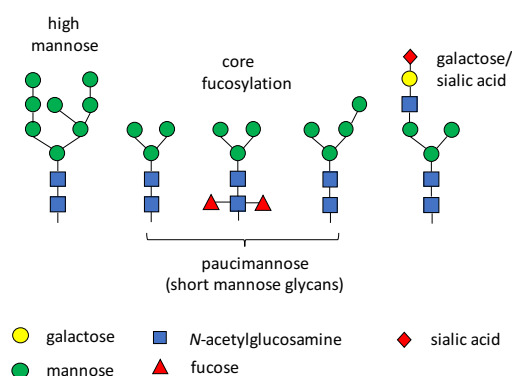 high
mannose
core
fucosylation
galactose/
sialic acid
paucimannose
(short mannose glycans)
galactose
N-acetylglucosamine
sialic acid
mannose
fucose